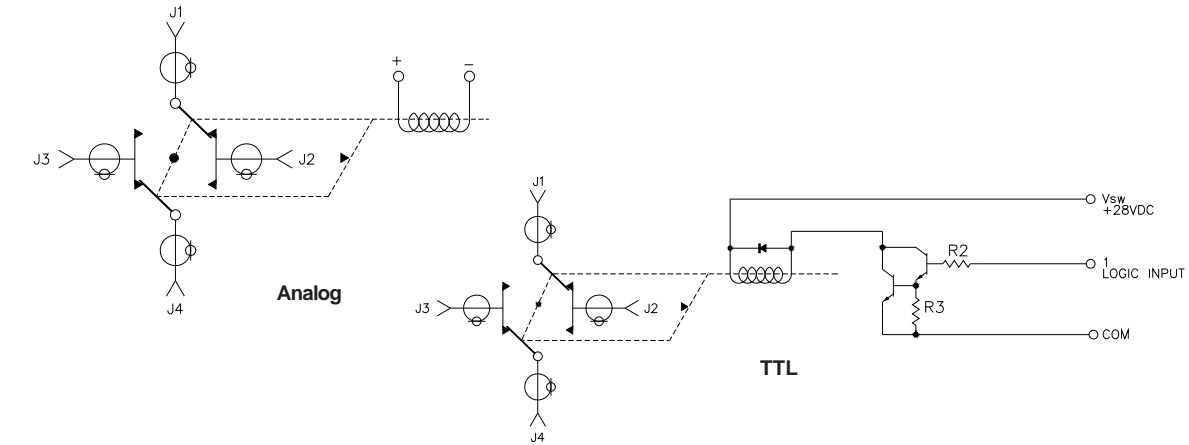 J1
+ −
J3
J2
J4
Analog
J1
J3
J2
J4
Vsw
+28VDC
R2
1
LOGIC INPUT
R3
COM
TTL